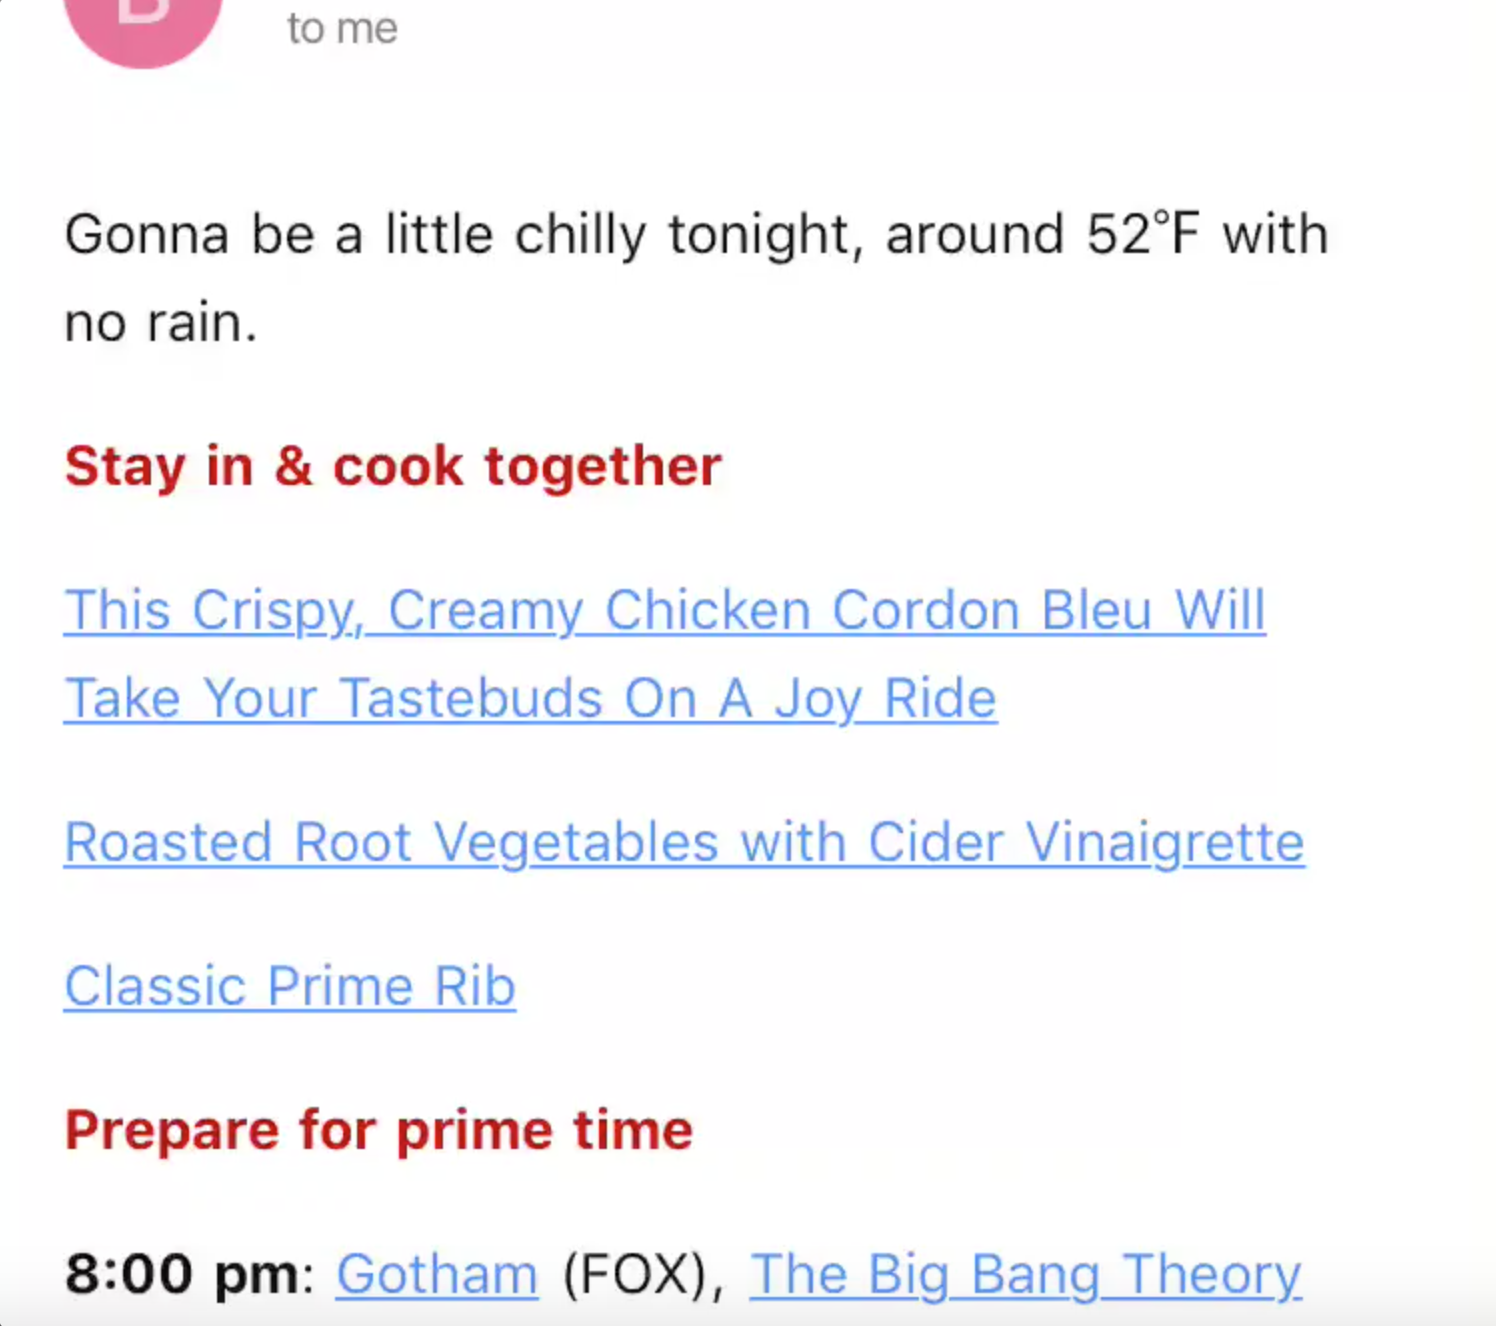 B
to me
Gonna be a little chilly tonight, around 52°F with
no rain.
Stay in & cook together
This Crispy, Creamy Chicken Cordon Bleu Will
Take Your Tastebuds On A Joy Ride
Roasted Root Vegetables with Cider Vinaigrette
Classic Prime Rib
Prepare for prime time
8:00 pm: Gotham (FOX), The Big Bang Theory